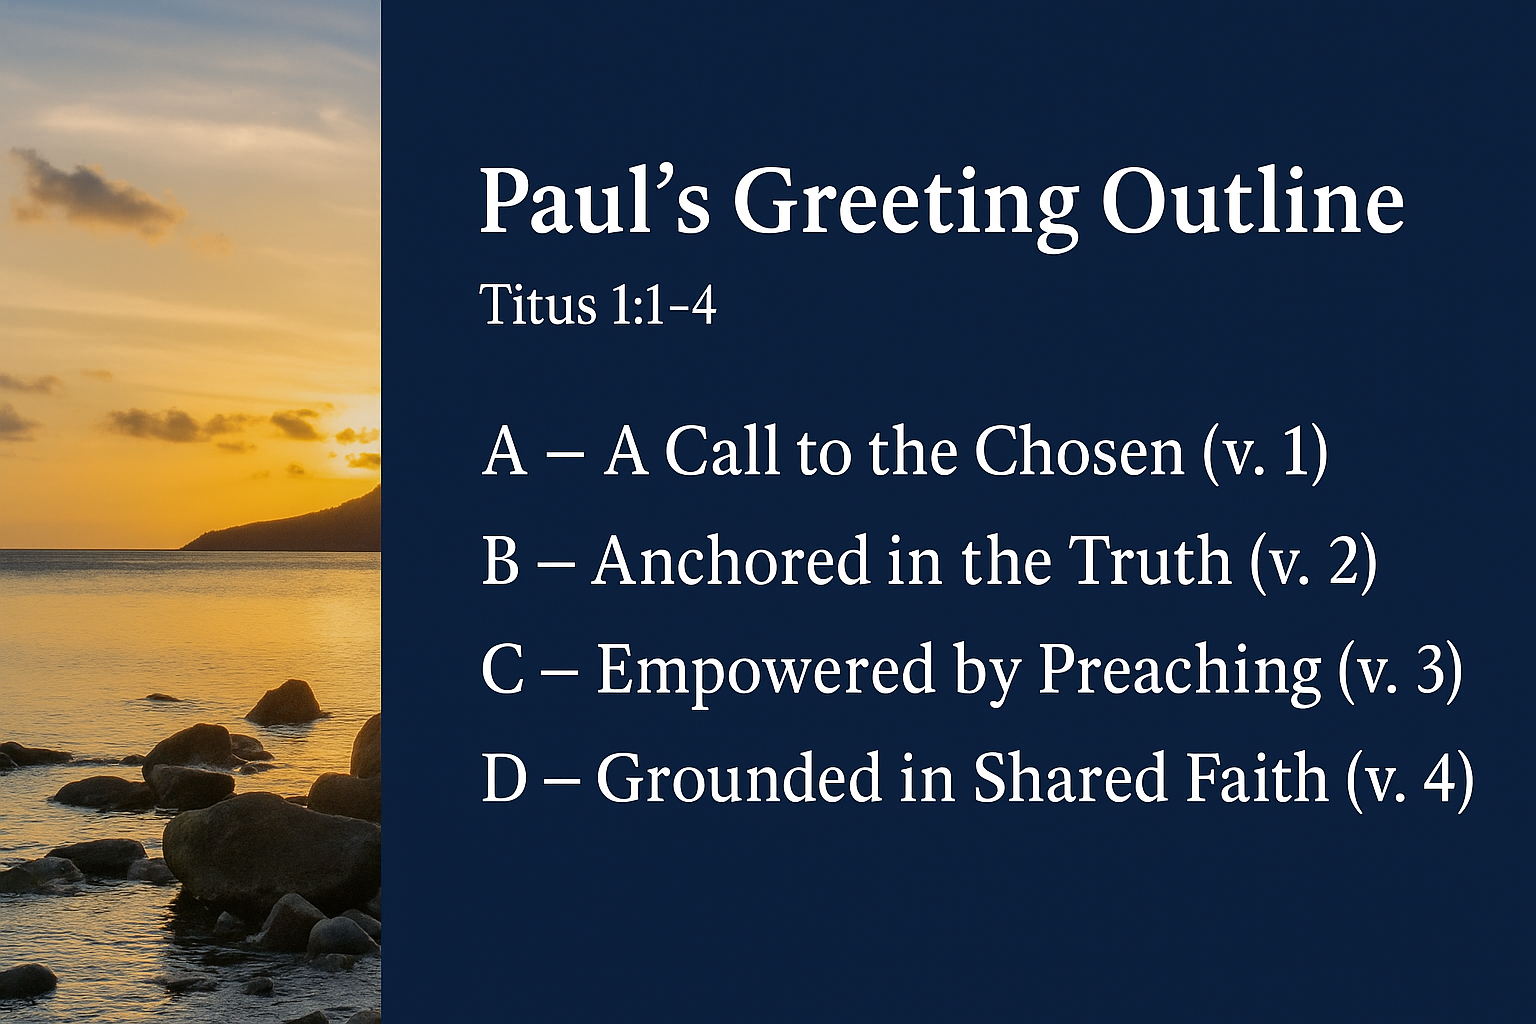 Paul’s Greeting Outline
Titus 1:1–4
A – A Call to the Chosen (v. 1)
B – Anchored in the Truth (v. 2)
C – Empowered by Preaching (v. 3)
D – Grounded in Shared Faith (v. 4)